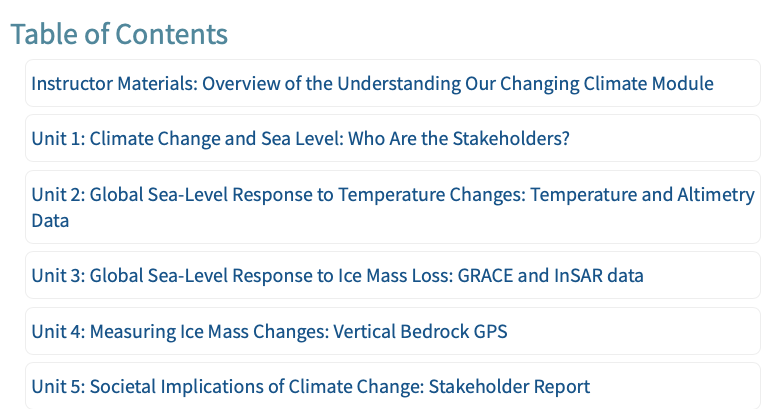 Table of Contents
Instructor Materials: Overview of the Understanding Our Changing Climate Module
Unit 1: Climate Change and Sea Level: Who Are the Stakeholders?
Unit 2: Global Sea-Level Response to Temperature Changes: Temperature and Altimetry
Data
Unit 3: Global Sea-Level Response to Ice Mass Loss: GRACE and InSAR data
Unit 4: Measuring Ice Mass Changes: Vertical Bedrock GPS
Unit 5: Societal Implications of Climate Change: Stakeholder Report